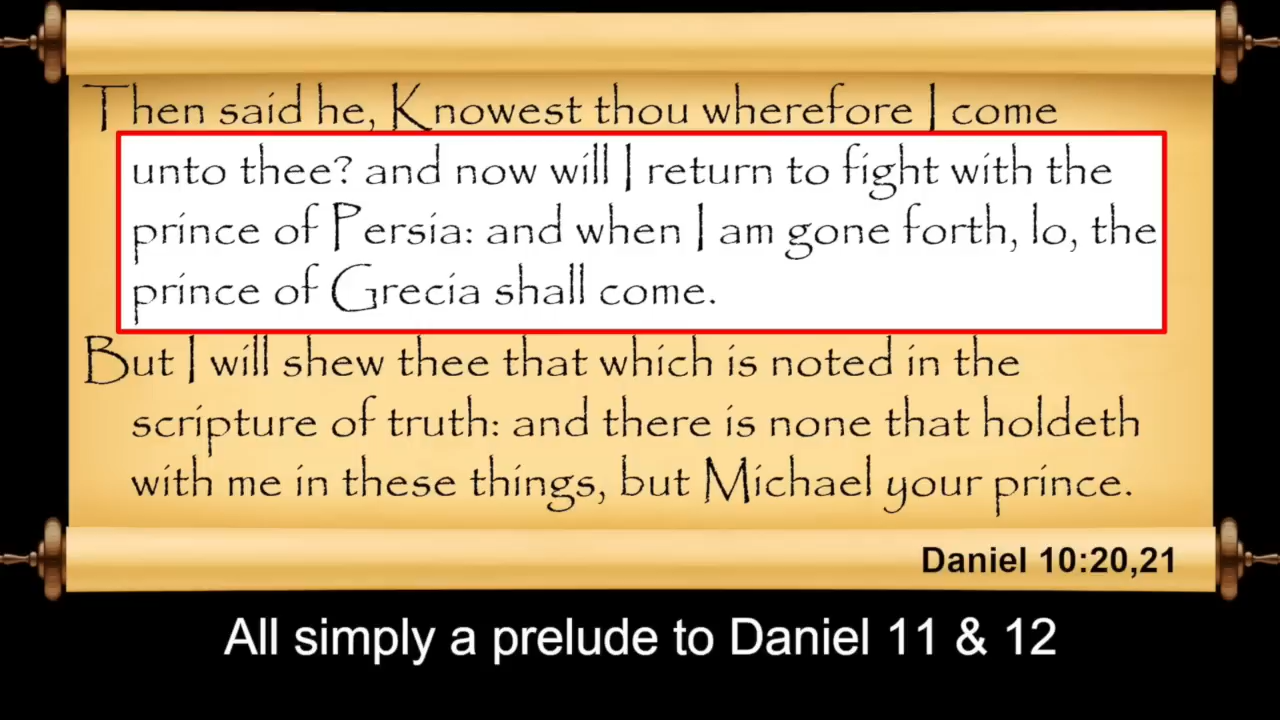 Then said he, Knowest thou wherefore I come
unto thee? and now will I return to fight with the
prince of Persia: and when I am gone forth, lo, the
prince of Grecia shall come.
But I will shew thee that which is noted in the
scripture of truth: and there is none that holdeth
with me in these things, but Michael your prince.
Daniel 10:20,21
All simply a prelude to Daniel 11 & 12